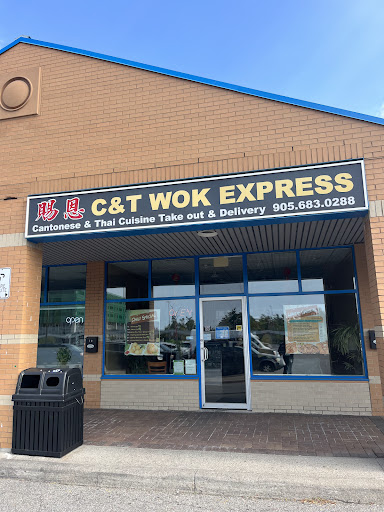 賜恩 C&T WOK EXPRESS
Cantonese & Thai Cuisine Take out & Delivery 905.683.0288
open